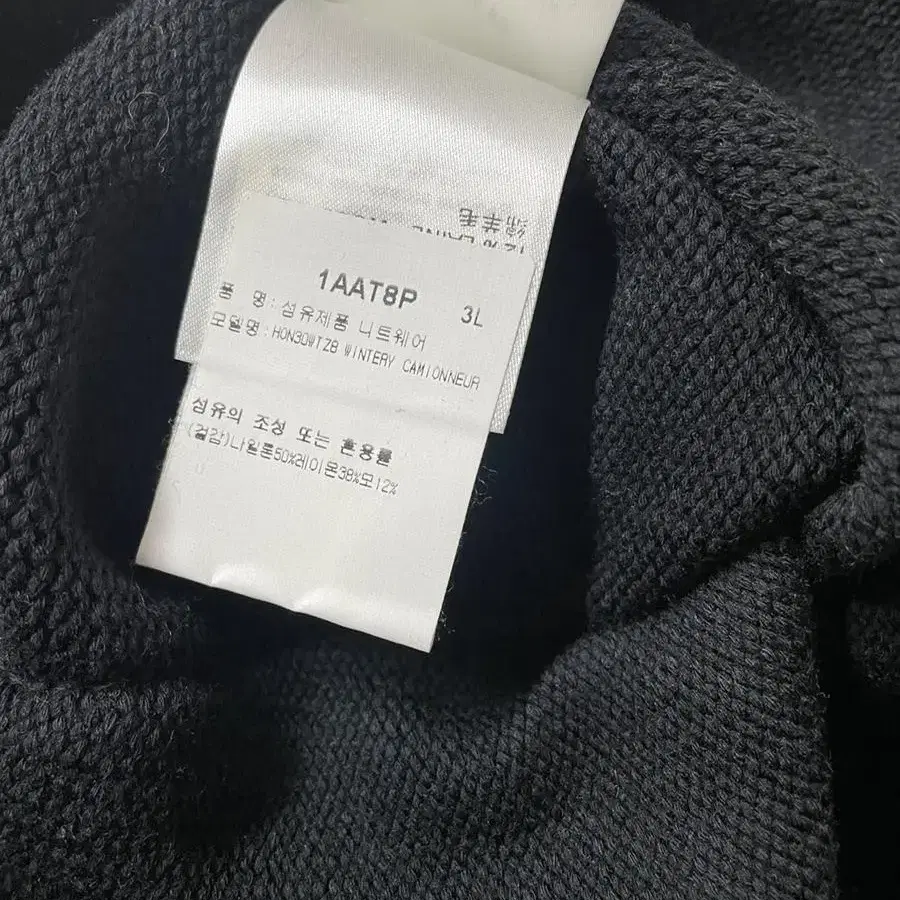 1AAT8P 3L
품 명 : 섬유제품 니트웨어
모델명 : HON30WTZB WINTERY CAMIONNEUR
섬유의 조성 또는 혼용률
(겉감)나일론50%레이온38%모12%